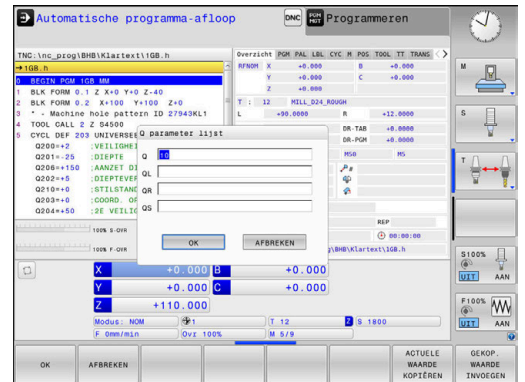 Automatische programma-afloop
DNC
PGM MGT
Programmeren
TNC:\nc_prog\BHB\Klartext\1GB.h
→1GB.h
0 BEGIN PGM 1GB MM
1 BLK FORM 0.1 Z X+0 Y+0 Z-40
2 BLK FORM 0.2 X+100 Y+100 Z+0
3 * - Machine hole pattern ID 27943KL1
4 TOOL CALL 2 Z S4500
5 CYCL DEF 203 UNIVERSEE
Q200=+2 ;VEILIGHEI
Q201=-25 ;DIEPTE
Q206=+150 ;AANZET DI
Q202=+5 ;DIEPTEVER
Q210=+0 ;STILSTAND
Q203=+0 ;COORD. OP
Q204=+50 ;2E VEILIG
100% S-OVR
100% F-OVR
Overzicht PGM PAL LBL CYC M POS TOOL TT TRANS
RFNOM X +0.000 B +0.000
Y +0.000 C +0.000
Z +0.000
T : 12 MILL_D24_ROUGH
L +90.0000 R +12.0000
DR-TAB +0.0000
DR-PGM +0.0000
M50 M5
REP
00:00:00
\BHB\Klartext\1GB.h
Q parameter lijst
Q 10
QL
QR
QS
OK AFBREKEN
X +0.000 B +0.000
Y +0.000 C +0.000
Z +110.000
Modus: NOM 1 T 12 Z S 1800
F 0mm/min Ovr 100% M 5/9
M
S
T
S100%
UIT AAN
F100%
UIT AAN
OK
AFBREKEN
ACTUELE WAARDE KOPIËREN
GEKOP. WAARDE INVOEGEN